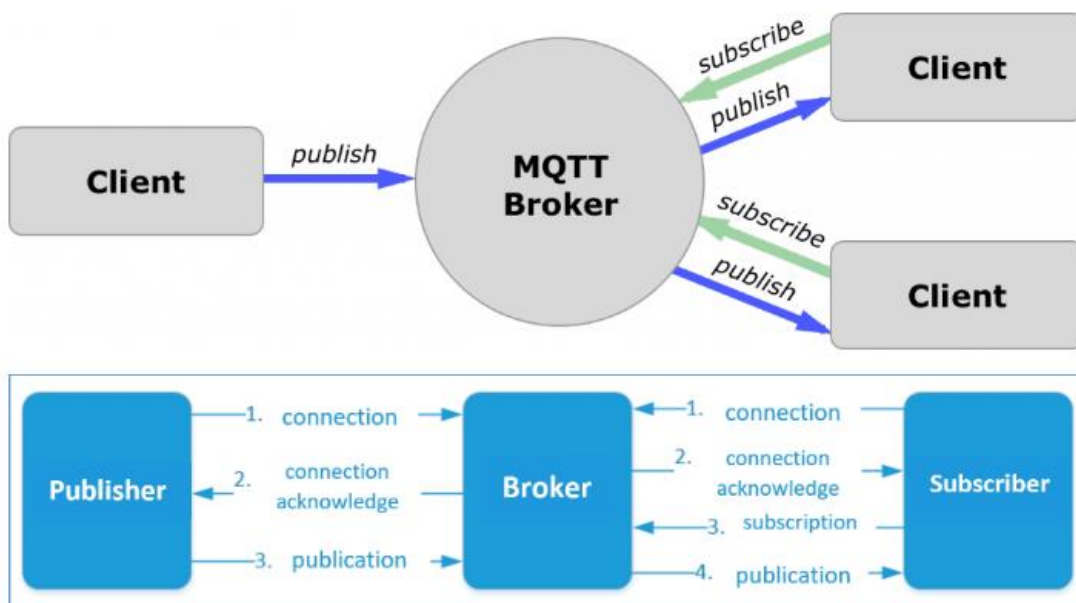 subscribe
Client
publish
publish
Client
MQTT
Broker
subscribe
publish
Client
Publisher
1. connection
2. connection
acknowledge
3. publication
Broker
1. connection
2. connection
acknowledge
3. subscription
4. publication
Subscriber